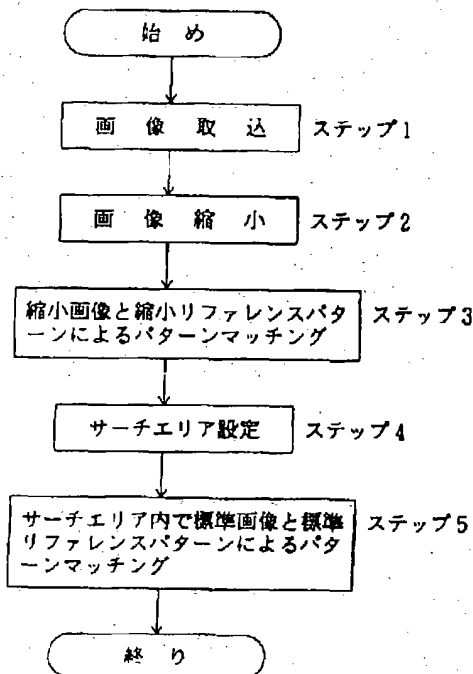 始め
画像取込 ステップ1
画像縮小 ステップ2
縮小画像と縮小リファレンスパタ ステップ3
ーンによるパターンマッチング
サーチエリア設定 ステップ4
サーチエリア内で標準画像と標準 ステップ5
リファレンスパターンによるパタ
ーンマッチング
終り